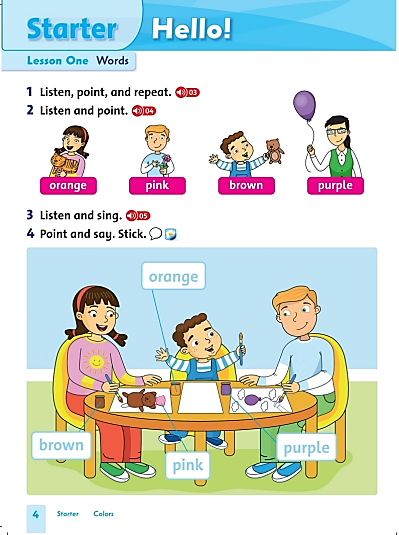 Starter Hello!
Lesson One Words
1 Listen, point, and repeat. 03
2 Listen and point. 04
orange pink brown purple
3 Listen and sing. 05
4 Point and say. Stick.
orange
brown
purple
pink
4 Starter Colors